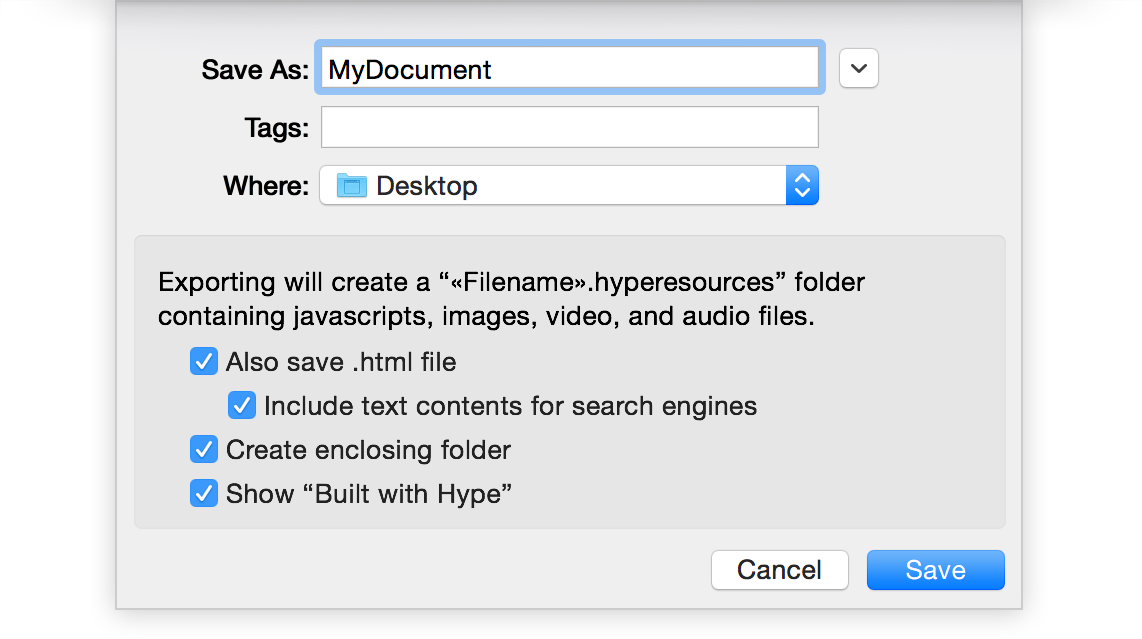 Save As: MyDocument
Tags:
Where: Desktop
Exporting will create a “«Filename».hyperesources” folder
containing javascripts, images, video, and audio files.
Also save .html file
Include text contents for search engines
Create enclosing folder
Show “Built with Hype”
Cancel Save